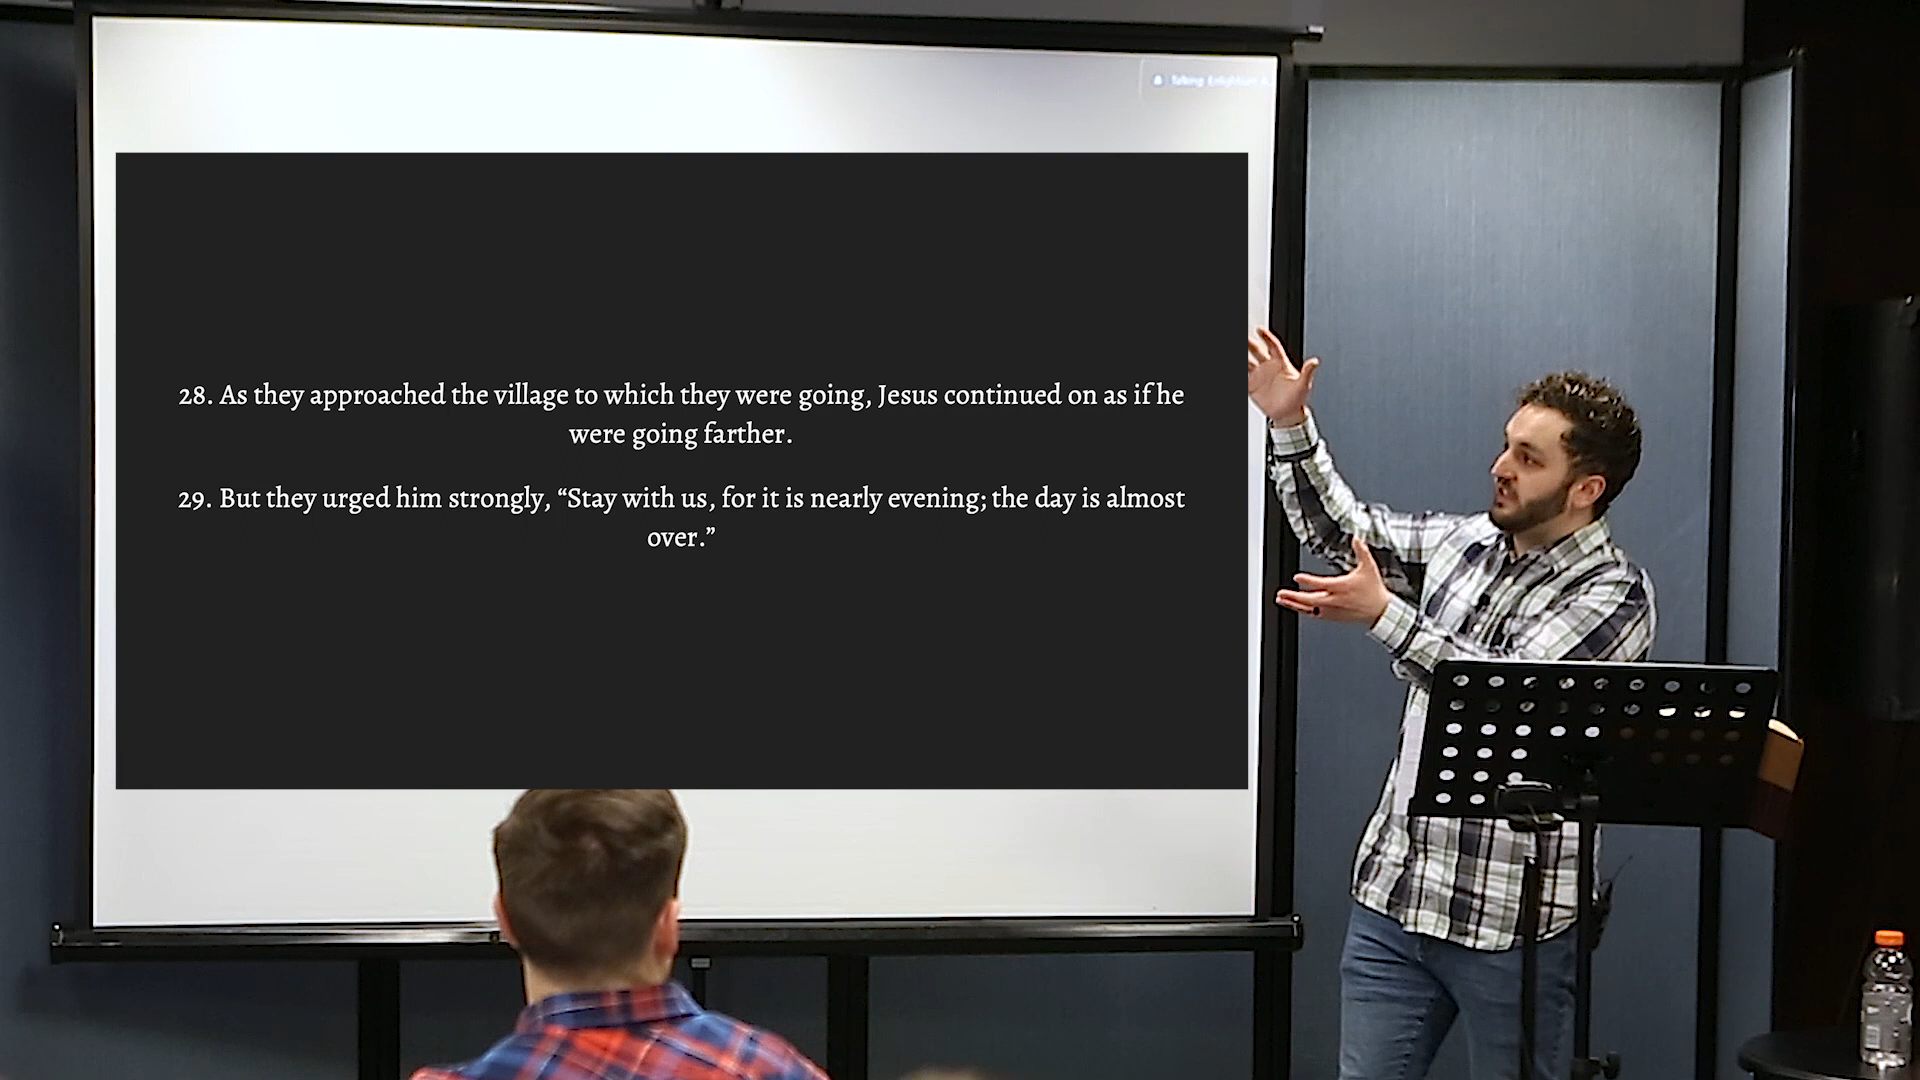 Talking:
28. As they approached the village to which they were going, Jesus continued on as if he
were going farther.
29. But they urged him strongly, “Stay with us, for it is nearly evening; the day is almost
over.”